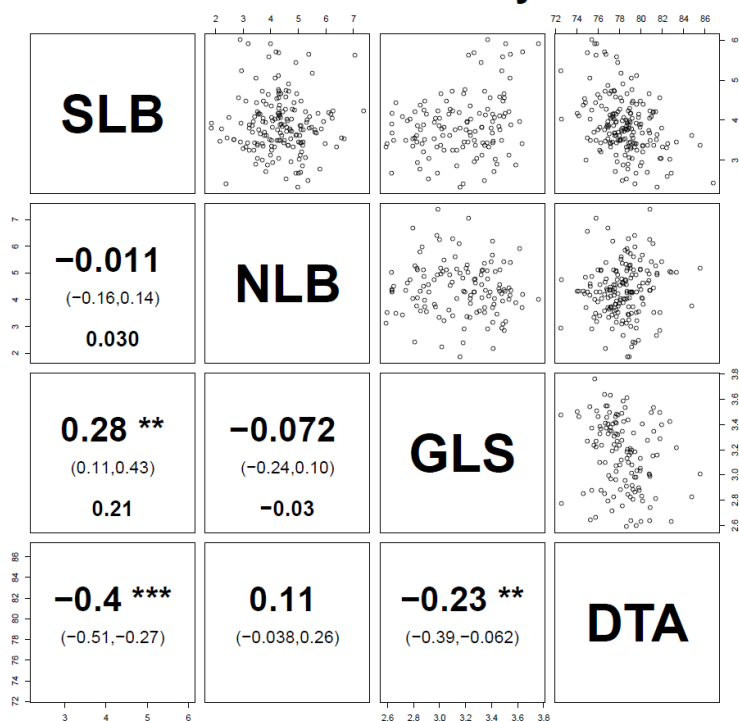 2 3 4 5 6 7
72 74 76 78 80 82 84 86
SLB
3 4 5 6
2 3 4 5 6 7
−0.011
(−0.16,0.14)
0.030
NLB
0.28 **
(0.11,0.43)
0.21
−0.072
(−0.24,0.10)
−0.03
GLS
2.6 2.8 3.0 3.2 3.4 3.6 3.8
72 74 76 78 80 82 84 86
−0.4 ***
(−0.51,−0.27)
0.11
(−0.038,0.26)
−0.23 **
(−0.39,−0.062)
DTA
3 4 5 6
2.6 2.8 3.0 3.2 3.4 3.6 3.8